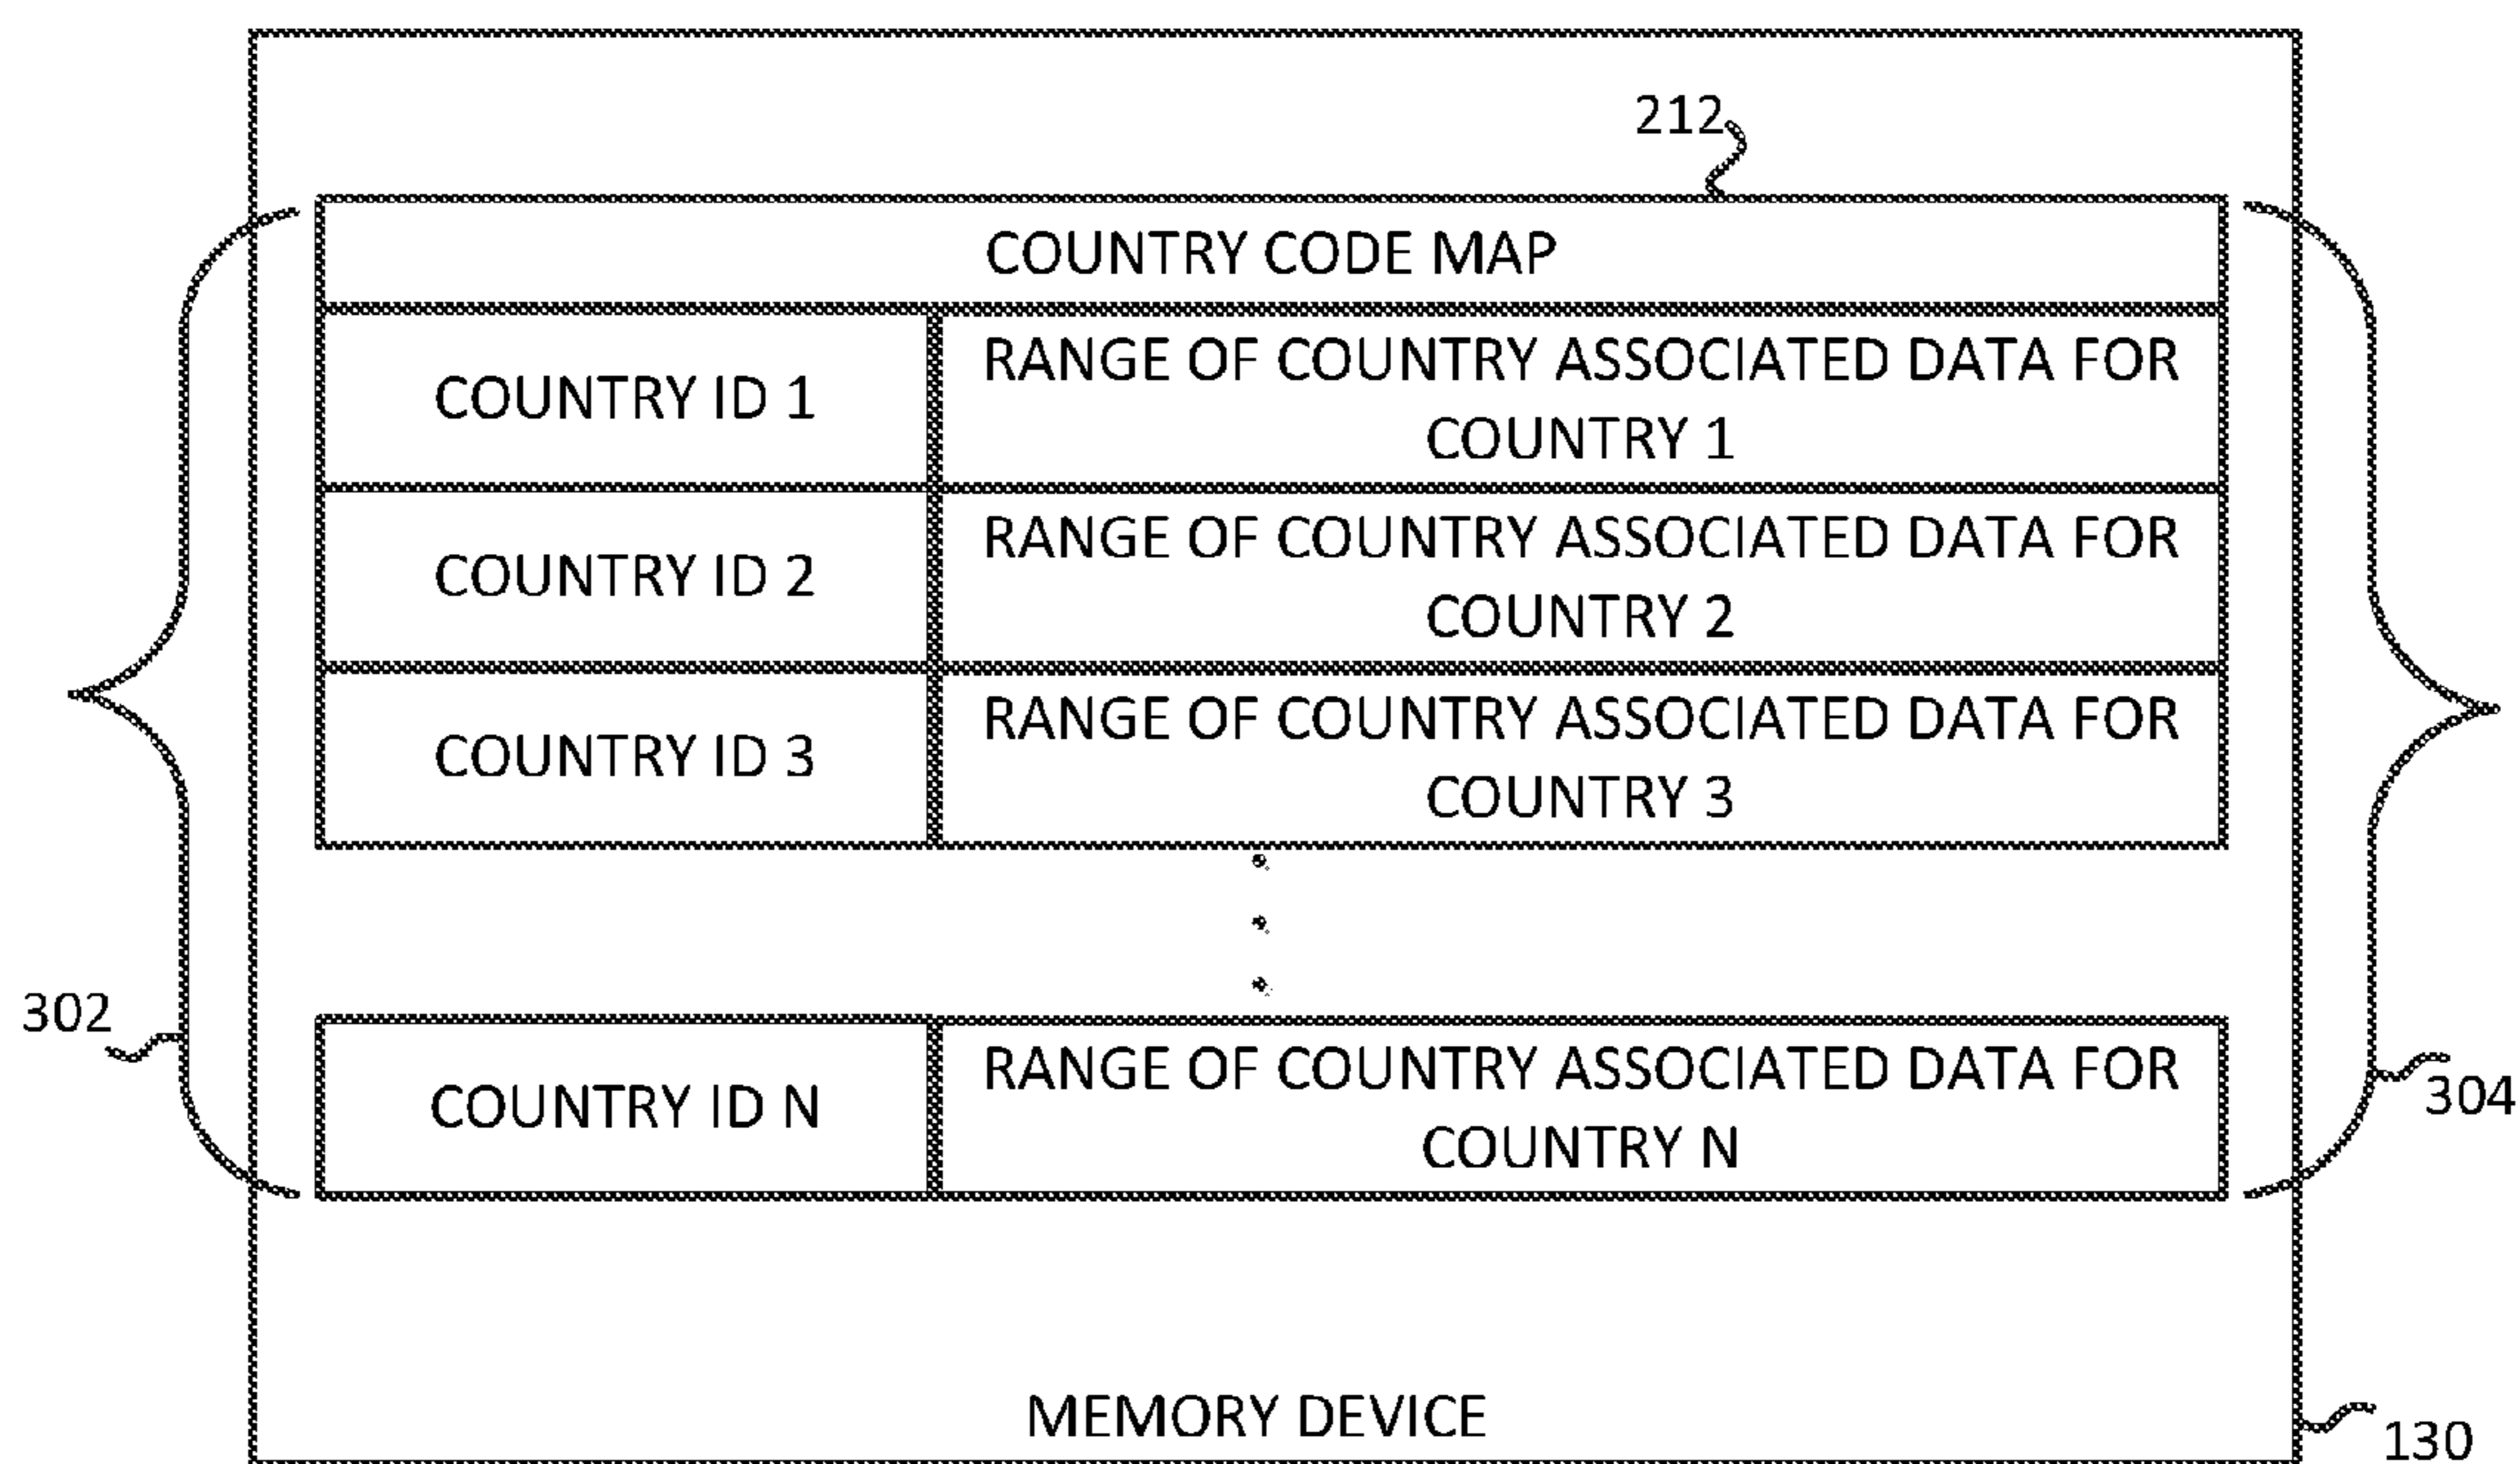 212
COUNTRY CODE MAP
COUNTRY ID 1
RANGE OF COUNTRY ASSOCIATED DATA FOR
COUNTRY 1
COUNTRY ID 2
RANGE OF COUNTRY ASSOCIATED DATA FOR
COUNTRY 2
COUNTRY ID 3
RANGE OF COUNTRY ASSOCIATED DATA FOR
COUNTRY 3
302
COUNTRY ID N
RANGE OF COUNTRY ASSOCIATED DATA FOR
COUNTRY N
304
MEMORY DEVICE
130